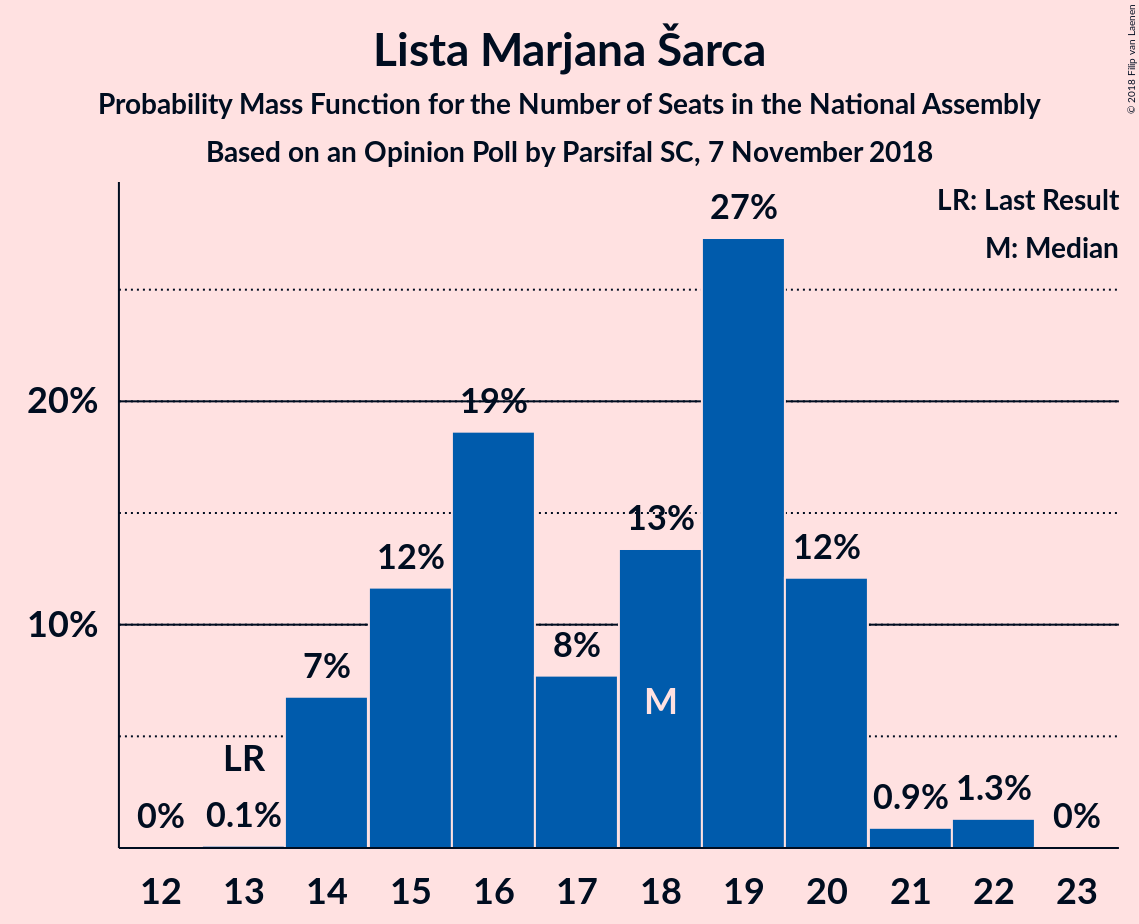 Lista Marjana Šarca
Probability Mass Function for the Number of Seats in the National Assembly
Based on an Opinion Poll by Parsifal SC, 7 November 2018
© 2018 Filip van Laenen
LR: Last Result
M: Median
27%
20%
19%
13%
12%
12%
10%
8%
7%
M
LR
0%
0.1%
0.9%
1.3%
0%
12 13 14 15 16 17 18 19 20 21 22 23